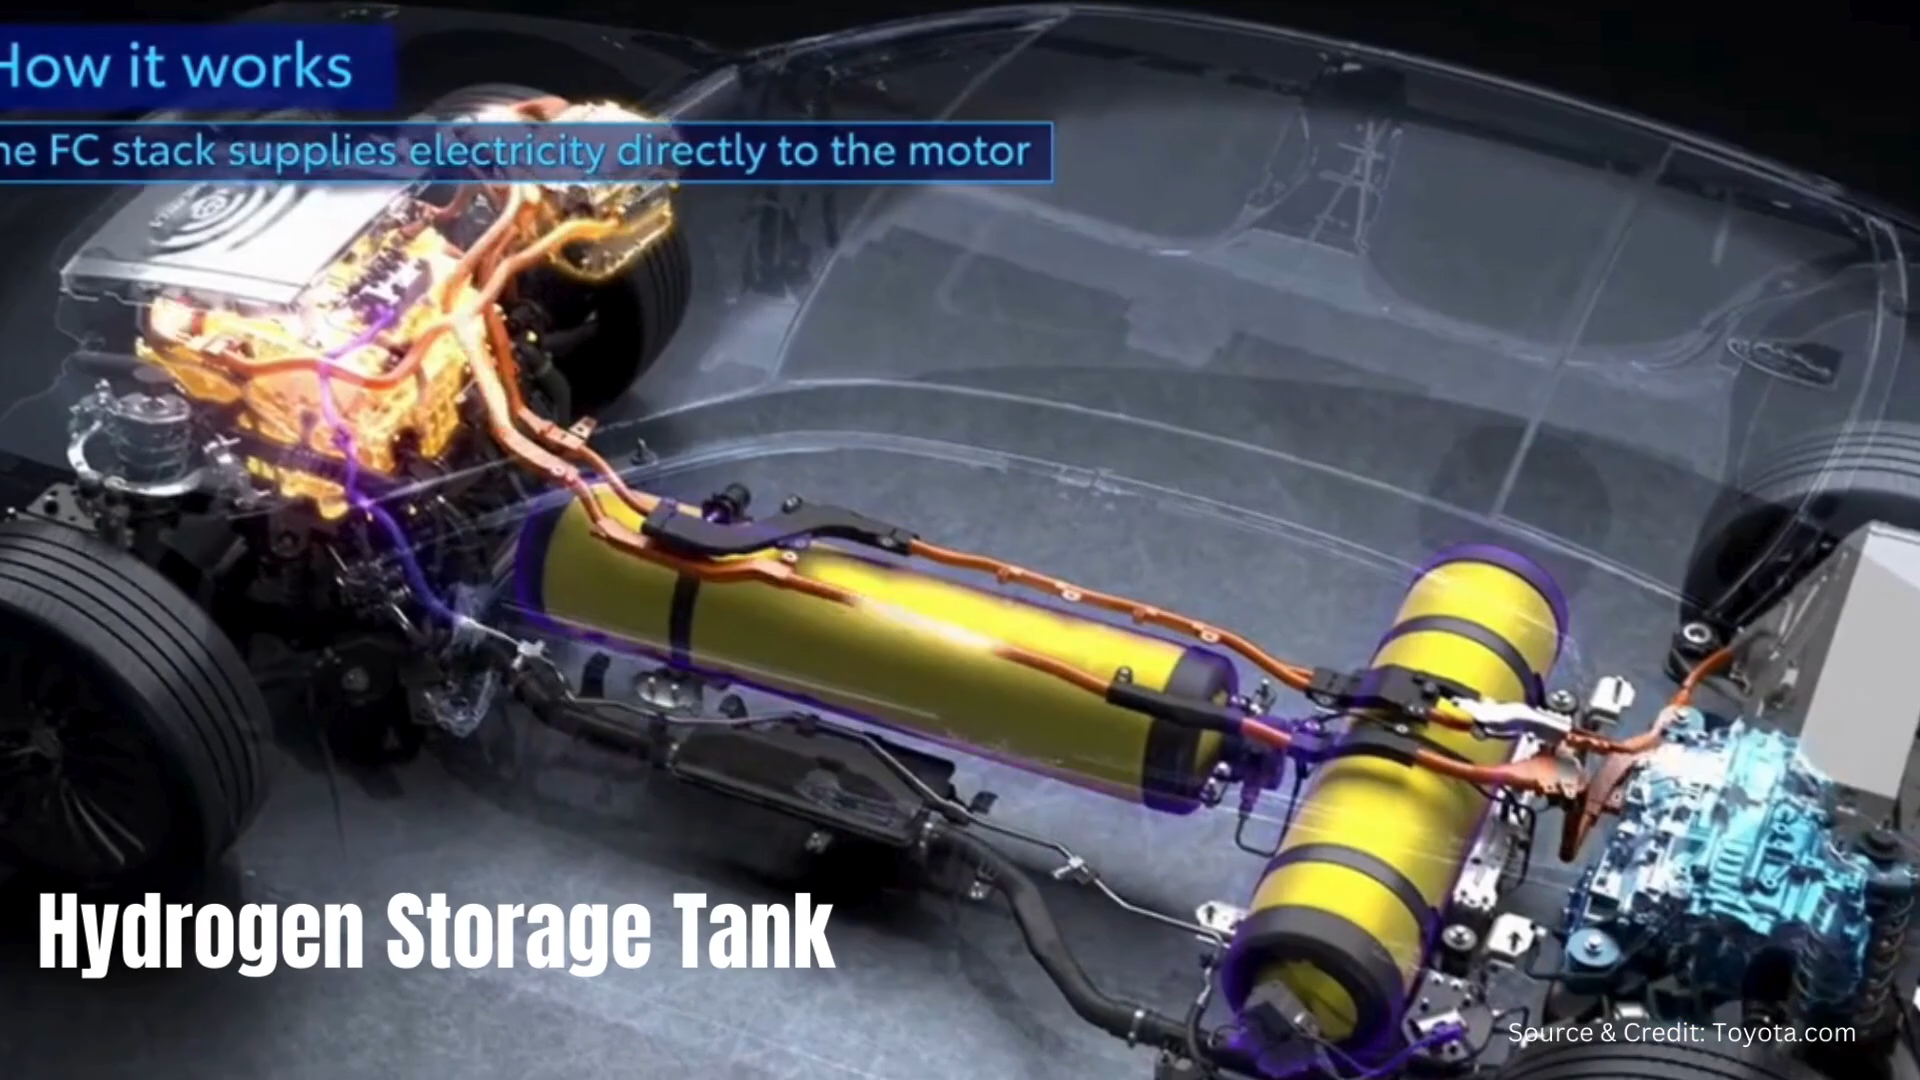 How it works
he FC stack supplies electricity directly to the motor
Hydrogen Storage Tank
Source & Credit: Toyota.com